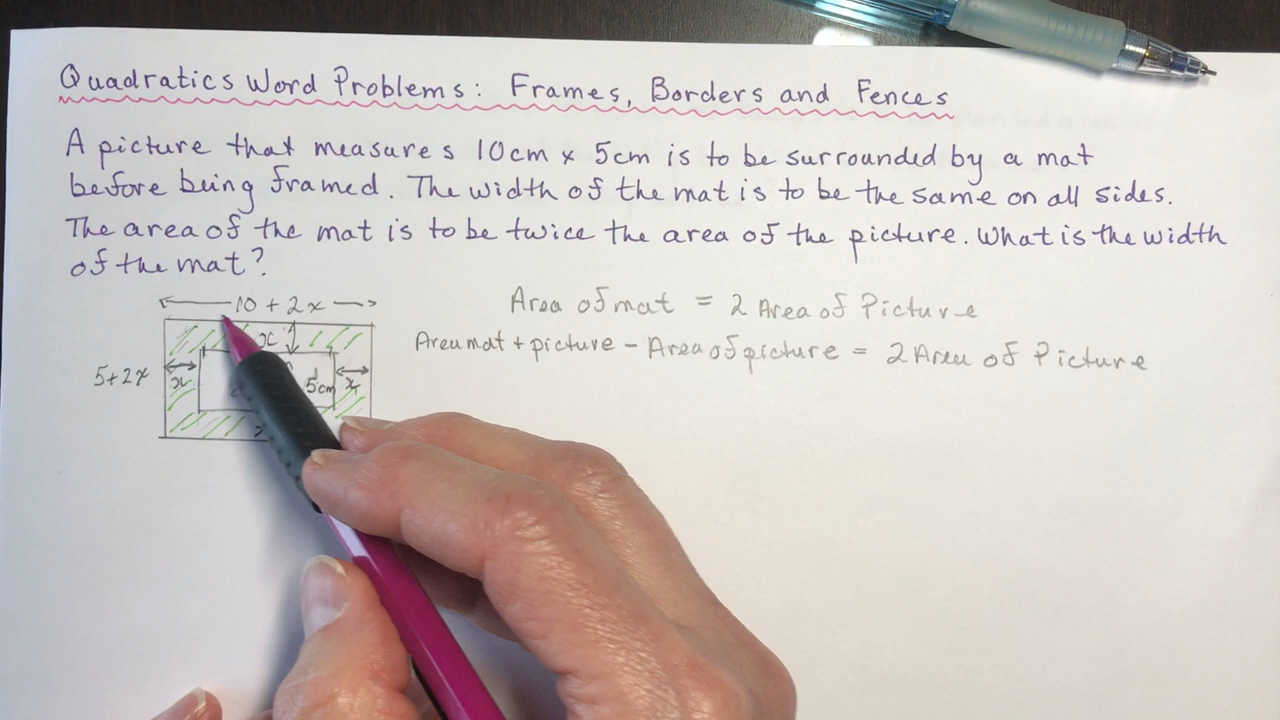 Quadratics Word Problems: Frames, Borders and Fences
A picture that measures 10cm x 5cm is to be surrounded by a mat
before being framed. The width of the mat is to be the same on all sides.
The area of the mat is to be twice the area of the picture. What is the width
of the mat?
10 + 2x
Area of mat = 2 Area of Picture
x
Area mat + picture - Area of picture = 2 Area of Picture
5+2x
x
5cm
x